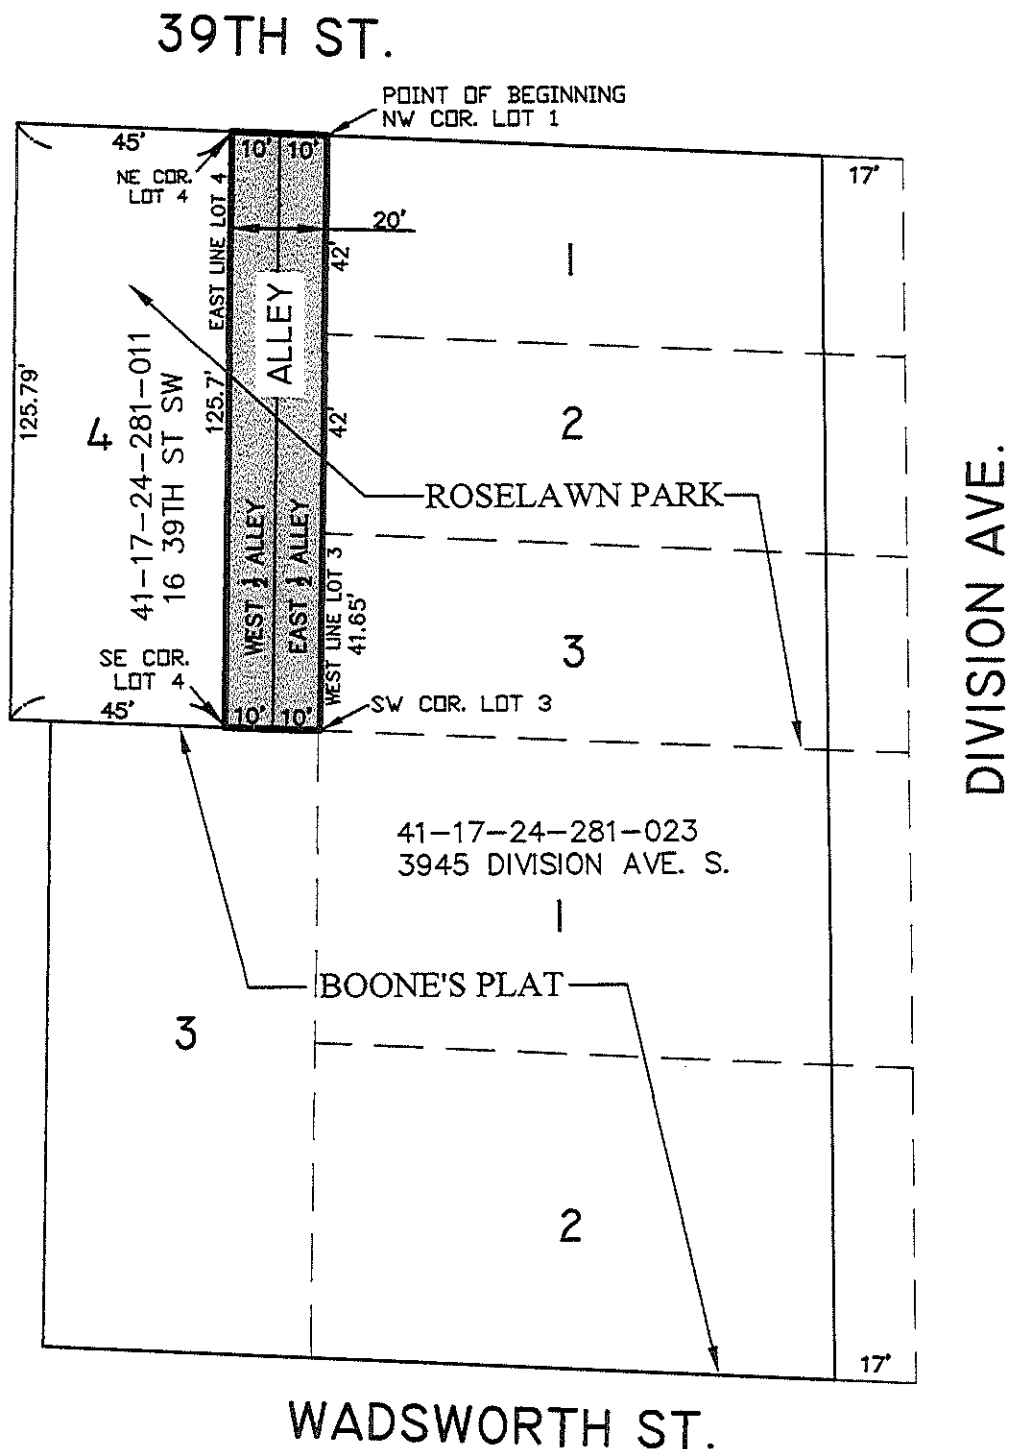 39TH ST.
POINT OF BEGINNING
NW COR. LOT 1
45'
10'
10'
17'
NE COR.
LOT 4
EAST LINE LOT 4
20'
42'
1
ALLEY
125.79'
4
41-17-24-281-011
16 39TH ST SW
125.7'
42'
2
ROSELAWN PARK
DIVISION AVE.
WEST ½ ALLEY
EAST ½ ALLEY
WEST LINE LOT 3
41.65'
3
SE COR.
LOT 4
45'
10'
10'
SW COR. LOT 3
41-17-24-281-023
3945 DIVISION AVE. S.
1
BOONE'S PLAT
3
2
17'
WADSWORTH ST.